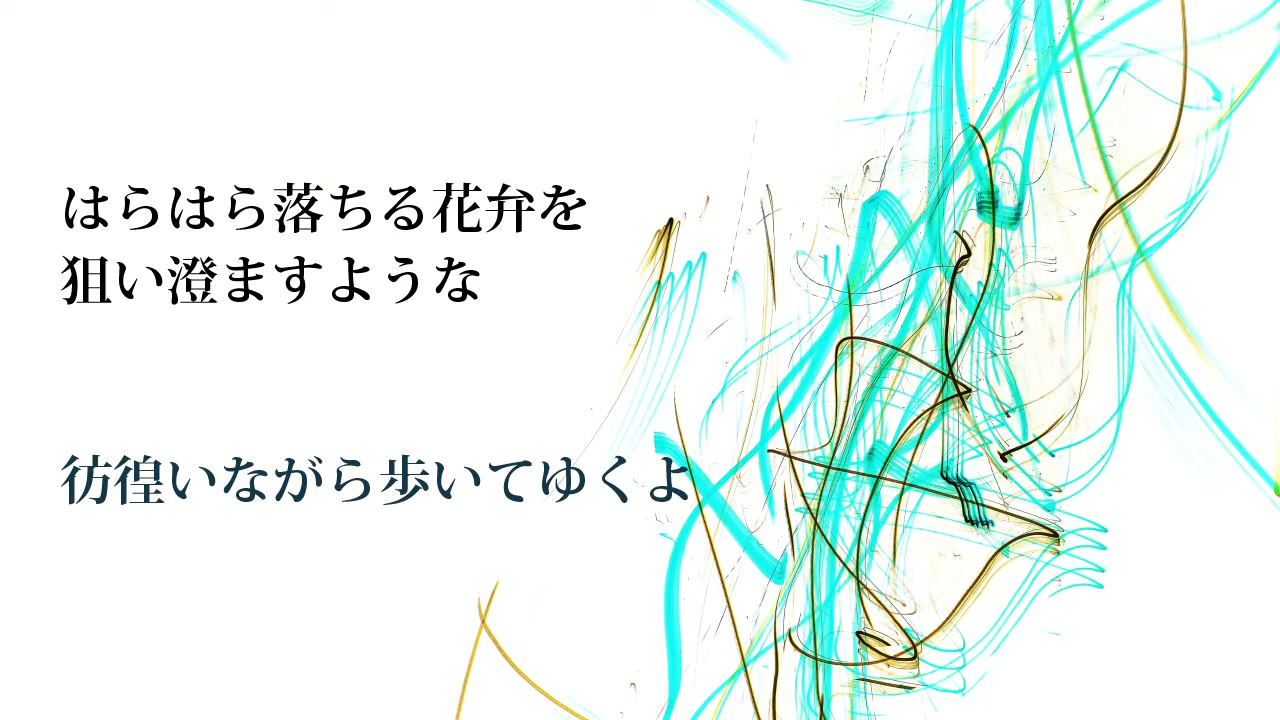 はらはら落ちる花弁を
狙い澄ますような
彷徨いながら歩いてゆくよ